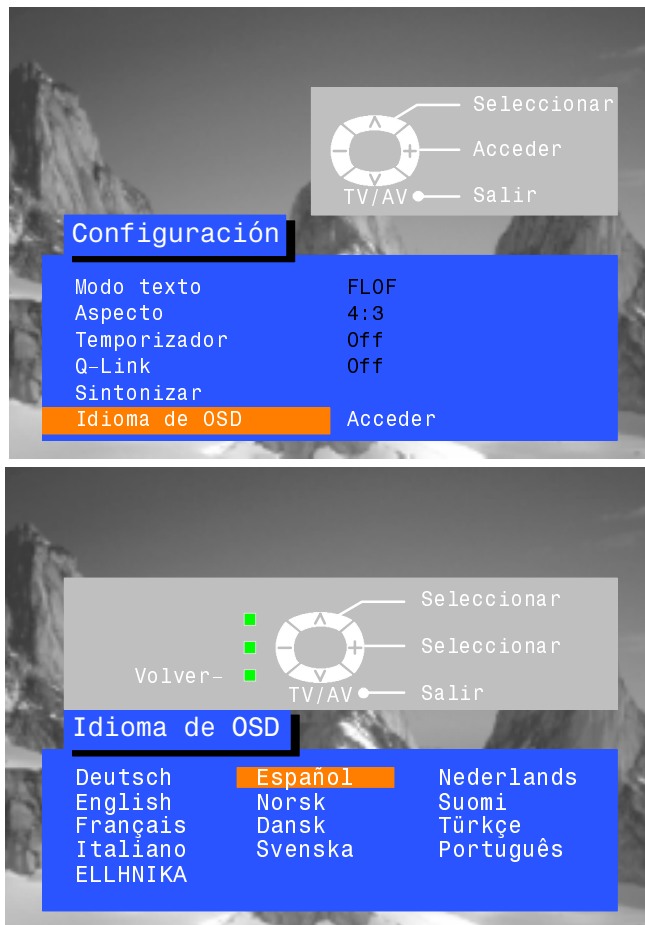 Seleccionar
Acceder
TV/AV
Salir
Configuración
Modo texto FLOF
Aspecto 4:3
Temporizador Off
Q-Link Off
Sintonizar
Idioma de OSD Acceder
Seleccionar
Seleccionar
Volver-
TV/AV
Salir
Idioma de OSD
Deutsch Español Nederlands
English Norsk Suomi
Français Dansk Türkçe
Italiano Svenska Português
ELLHNIKA